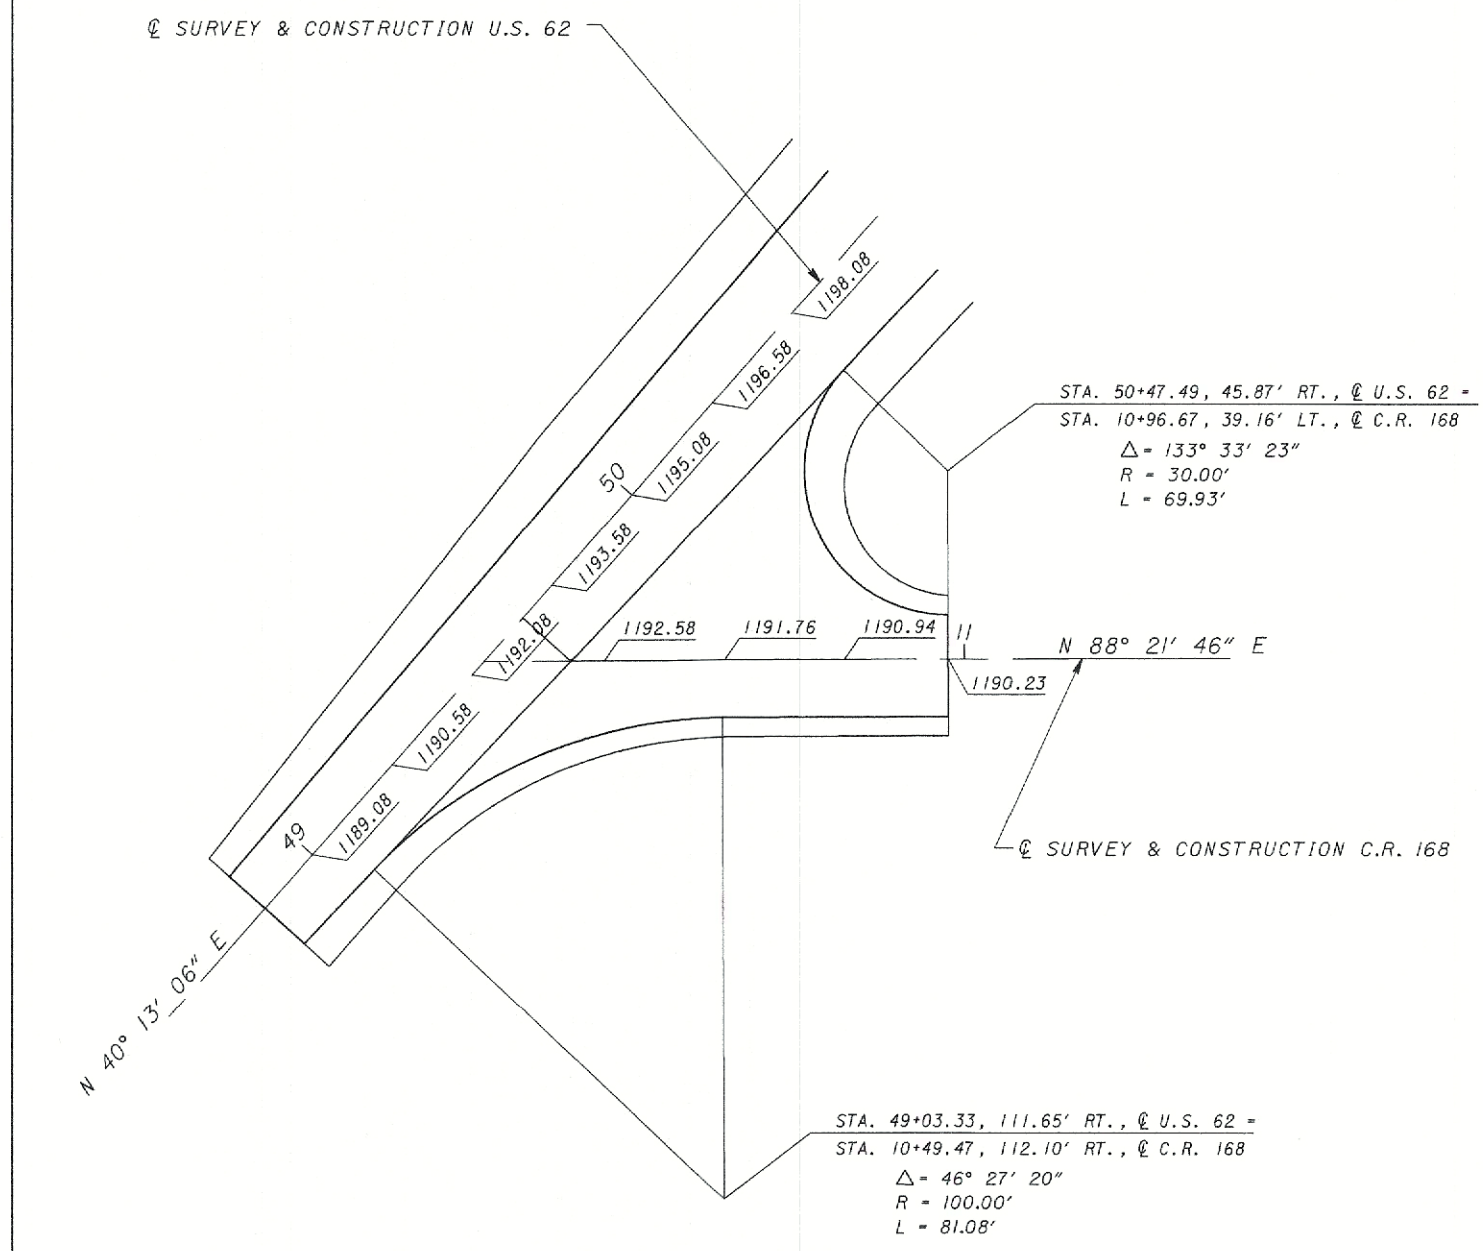 ℄ SURVEY & CONSTRUCTION U.S. 62
1198.08
1196.58
STA. 50+47.49, 45.87' RT., ℄ U.S. 62 =
STA. 10+96.67, 39.16' LT., ℄ C.R. 168
Δ = 133° 33' 23"
R = 30.00'
L = 69.93'
50
1195.08
1193.58
1192.08
1192.58
1191.76
1190.94
11
N 88° 21' 46" E
1190.23
1190.58
49
1189.08
℄ SURVEY & CONSTRUCTION C.R. 168
N 40° 13' 06" E
STA. 49+03.33, 111.65' RT., ℄ U.S. 62 =
STA. 10+49.47, 112.10' RT., ℄ C.R. 168
Δ = 46° 27' 20"
R = 100.00'
L = 81.08'